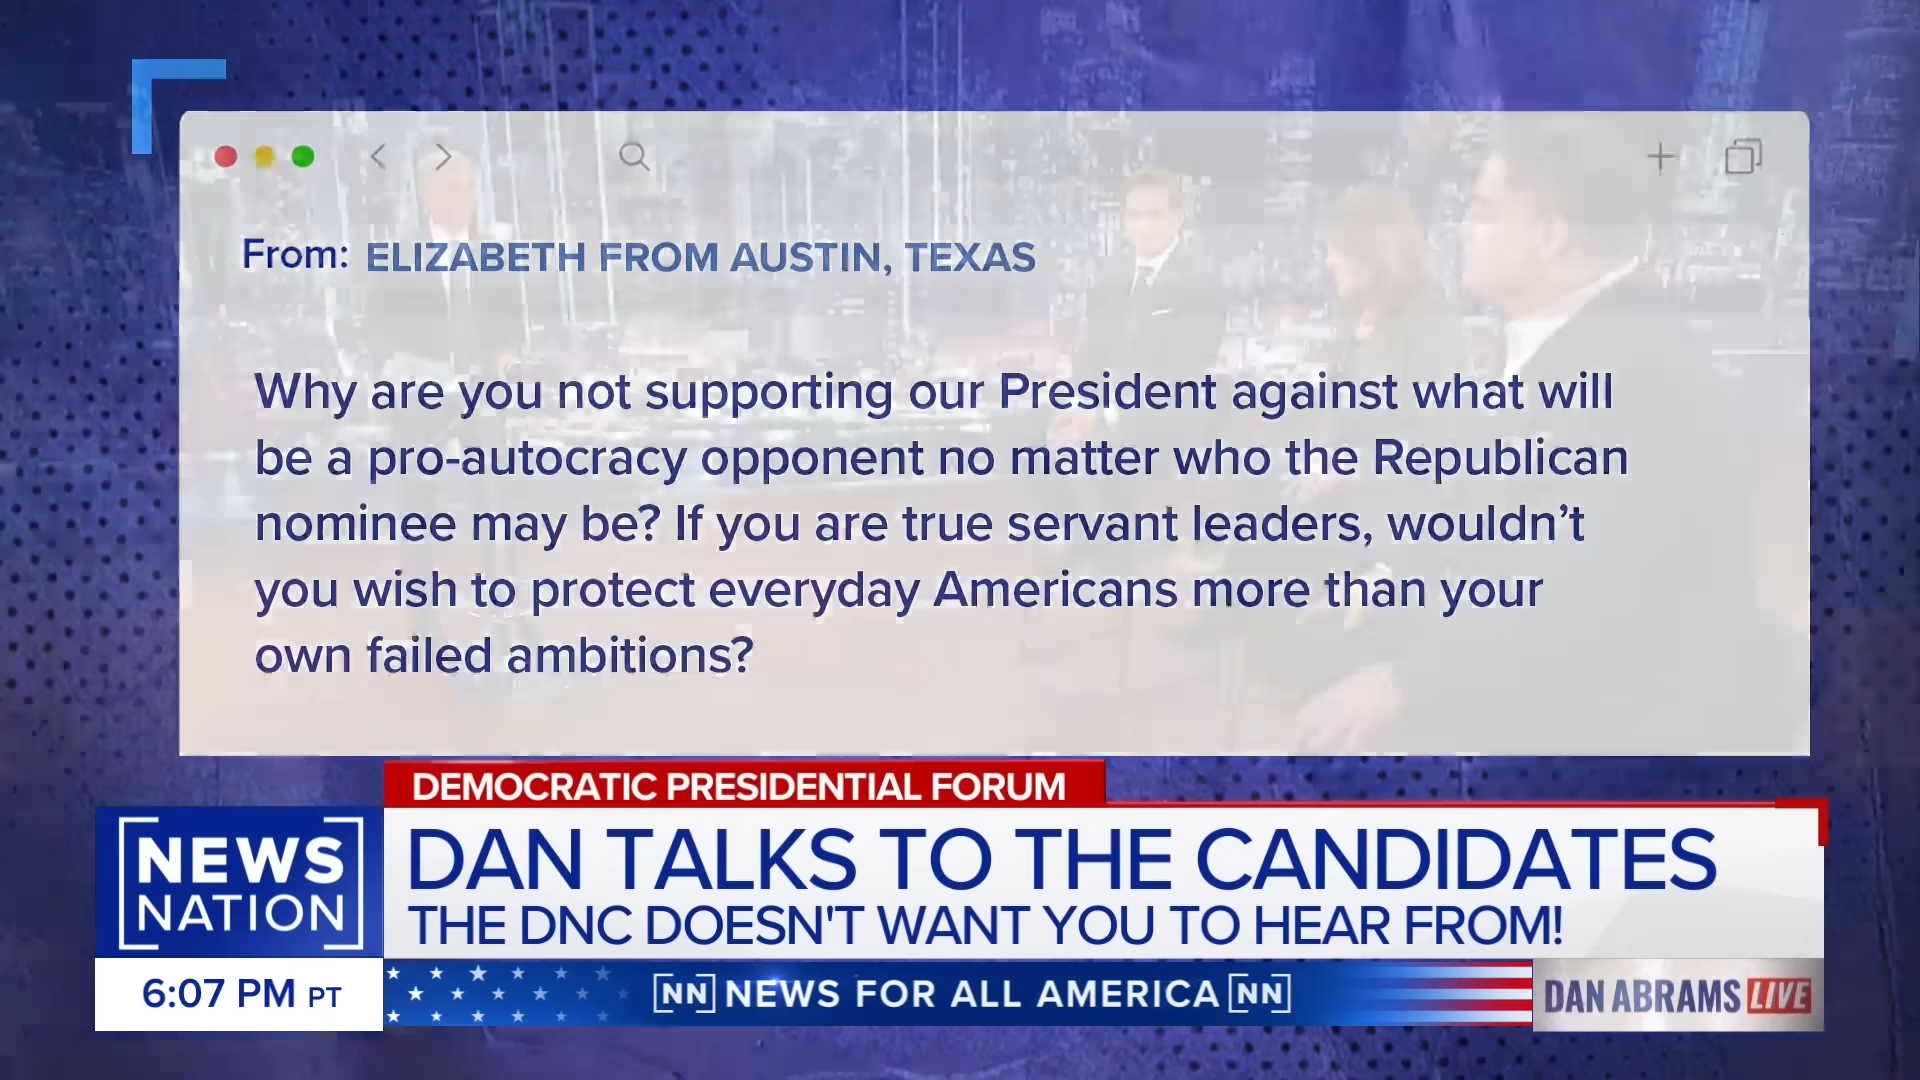 From: ELIZABETH FROM AUSTIN, TEXAS
Why are you not supporting our President against what will
be a pro-autocracy opponent no matter who the Republican
nominee may be? If you are true servant leaders, wouldn’t
you wish to protect everyday Americans more than your
own failed ambitions?
DEMOCRATIC PRESIDENTIAL FORUM
DAN TALKS TO THE CANDIDATES
THE DNC DOESN'T WANT YOU TO HEAR FROM!
NEWS
NATION
6:07 PM PT
NN NEWS FOR ALL AMERICA NN
DAN ABRAMS LIVE